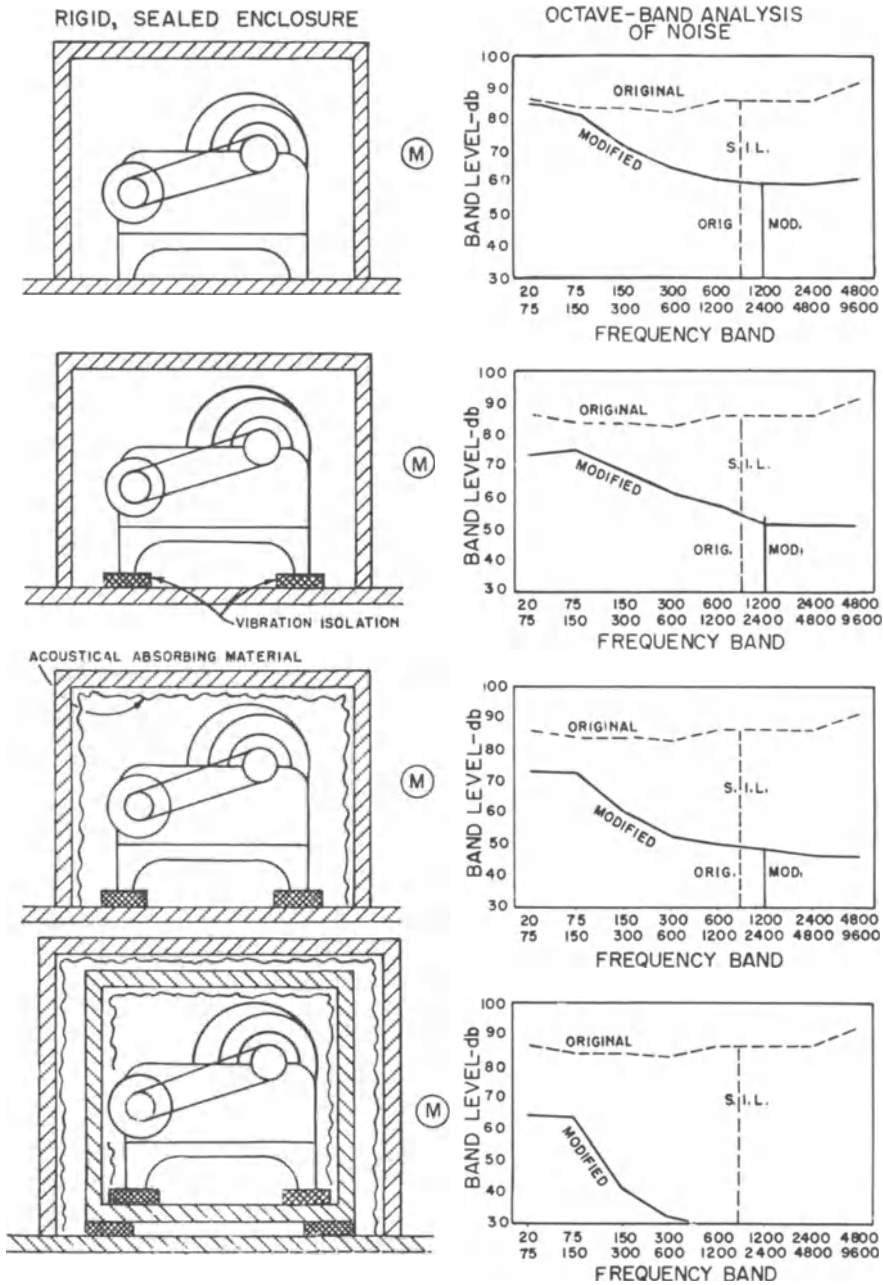 RIGID, SEALED ENCLOSURE
OCTAVE-BAND ANALYSIS
OF NOISE
M
BAND LEVEL-db
100
90
80
70
60
50
40
30
ORIGINAL
MODIFIED
S.I.L.
ORIG
MOD.
20 75 150 300 600 1200 2400 4800
75 150 300 600 1200 2400 4800 9600
FREQUENCY BAND
M
VIBRATION ISOLATION
BAND LEVEL-db
100
90
80
70
60
50
40
30
ORIGINAL
MODIFIED
S.I.L.
ORIG.
MOD.
20 75 150 300 600 1200 2400 4800
75 150 300 600 1200 2400 4800 9600
FREQUENCY BAND
ACOUSTICAL ABSORBING MATERIAL
M
BAND LEVEL-db
100
90
80
70
60
50
40
30
ORIGINAL
MODIFIED
S.I.L.
ORIG.
MOD.
20 75 150 300 600 1200 2400 4800
75 150 300 600 1200 2400 4800 9600
FREQUENCY BAND
M
BAND LEVEL-db
100
90
80
70
60
50
40
30
ORIGINAL
MODIFIED
S.I.L.
20 75 150 300 600 1200 2400 4800
75 150 300 600 1200 2400 4800 9600
FREQUENCY BAND